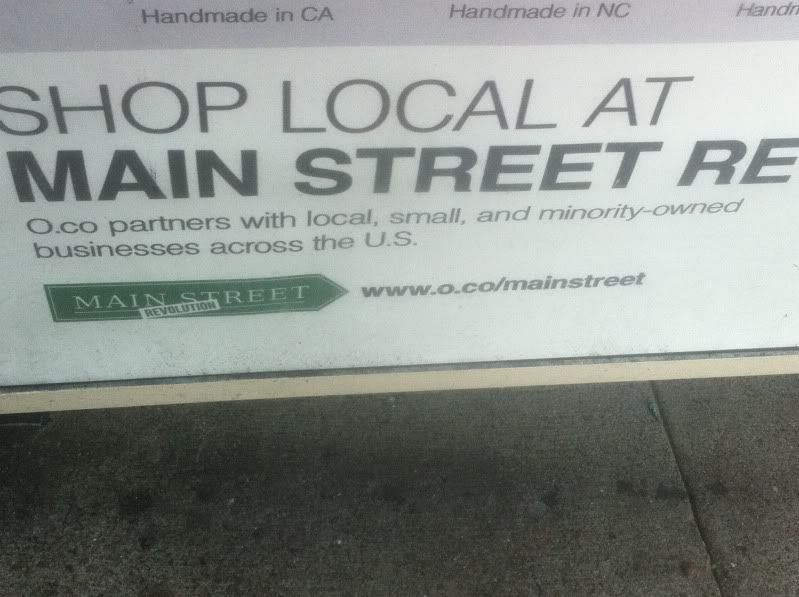 Handmade in CA
Handmade in NC
Handm
SHOP LOCAL AT
MAIN STREET RE
O.co partners with local, small, and minority-owned
businesses across the U.S.
MAIN STREET
REVOLUTION
www.o.co/mainstreet